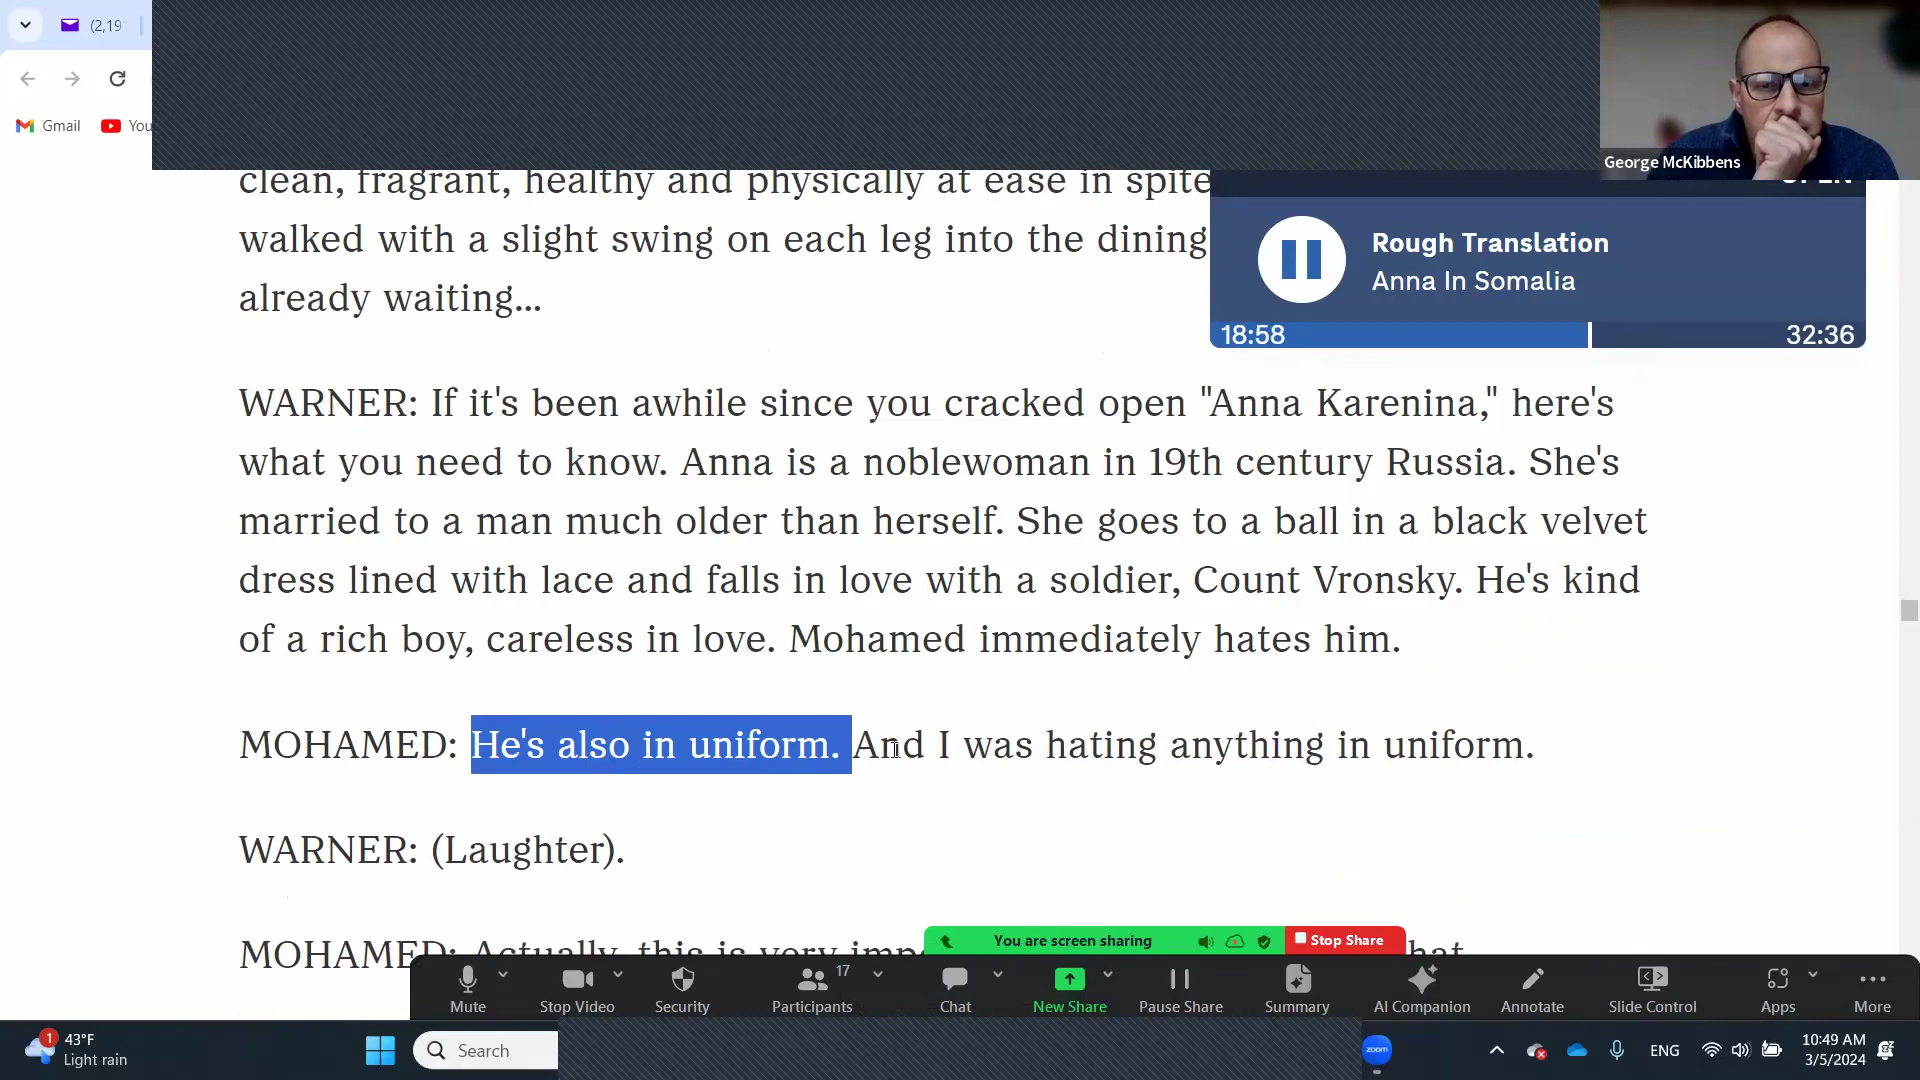 (2,19
Gmail
You
George McKibbens
clean, fragrant, healthy and physically at ease in spite
walked with a slight swing on each leg into the dining
already waiting...
Rough Translation
Anna In Somalia
18:58
32:36
WARNER: If it's been awhile since you cracked open "Anna Karenina," here's
what you need to know. Anna is a noblewoman in 19th century Russia. She's
married to a man much older than herself. She goes to a ball in a black velvet
dress lined with lace and falls in love with a soldier, Count Vronsky. He's kind
of a rich boy, careless in love. Mohamed immediately hates him.
MOHAMED: He's also in uniform. And I was hating anything in uniform.
WARNER: (Laughter).
MOHAMED: Actually, this is very
hat
You are screen sharing
Stop Share
17
Mute
Stop Video
Security
Participants
Chat
New Share
Pause Share
Summary
AI Companion
Annotate
Slide Control
Apps
More
1
43°F
Light rain
Search
zoom
ENG
10:49 AM
3/5/2024